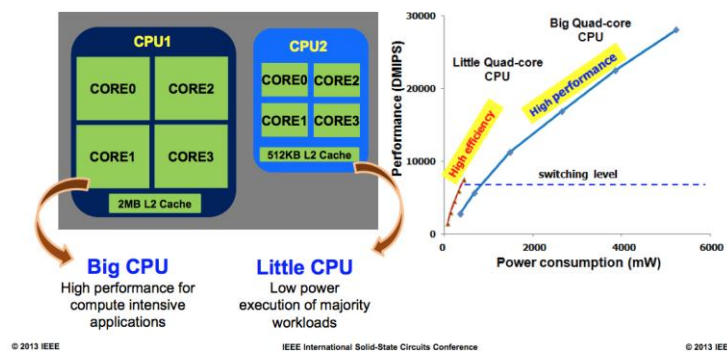 CPU1
CORE0
CORE2
CORE1
CORE3
2MB L2 Cache
CPU2
CORE0
CORE2
CORE1
CORE3
512KB L2 Cache
Big CPU
High performance for
compute intensive
applications
Little CPU
Low power
execution of majority
workloads
Performance (DMIPS)
30000
20000
10000
0
0
2000
4000
6000
Power consumption (mW)
Big Quad-core
CPU
Little Quad-core
CPU
High efficiency
High performance
switching level
© 2013 IEEE
IEEE International Solid-State Circuits Conference
© 2013 IEE